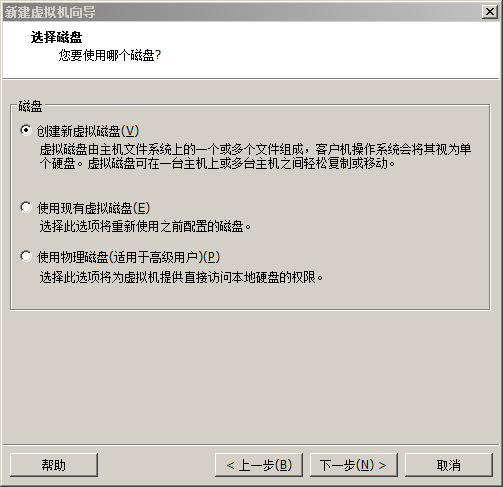 新建虚拟机向导
选择磁盘
您要使用哪个磁盘?
磁盘
创建新虚拟磁盘(V)
虚拟磁盘由主机文件系统上的一个或多个文件组成，客户机操作系统会将其视为单
个硬盘。虚拟磁盘可在一台主机上或多台主机之间轻松复制或移动。
使用现有虚拟磁盘(E)
选择此选项将重新使用之前配置的磁盘。
使用物理磁盘(适用于高级用户)(P)
选择此选项将为虚拟机提供直接访问本地硬盘的权限。
帮助
< 上一步(B)
下一步(N) >
取消